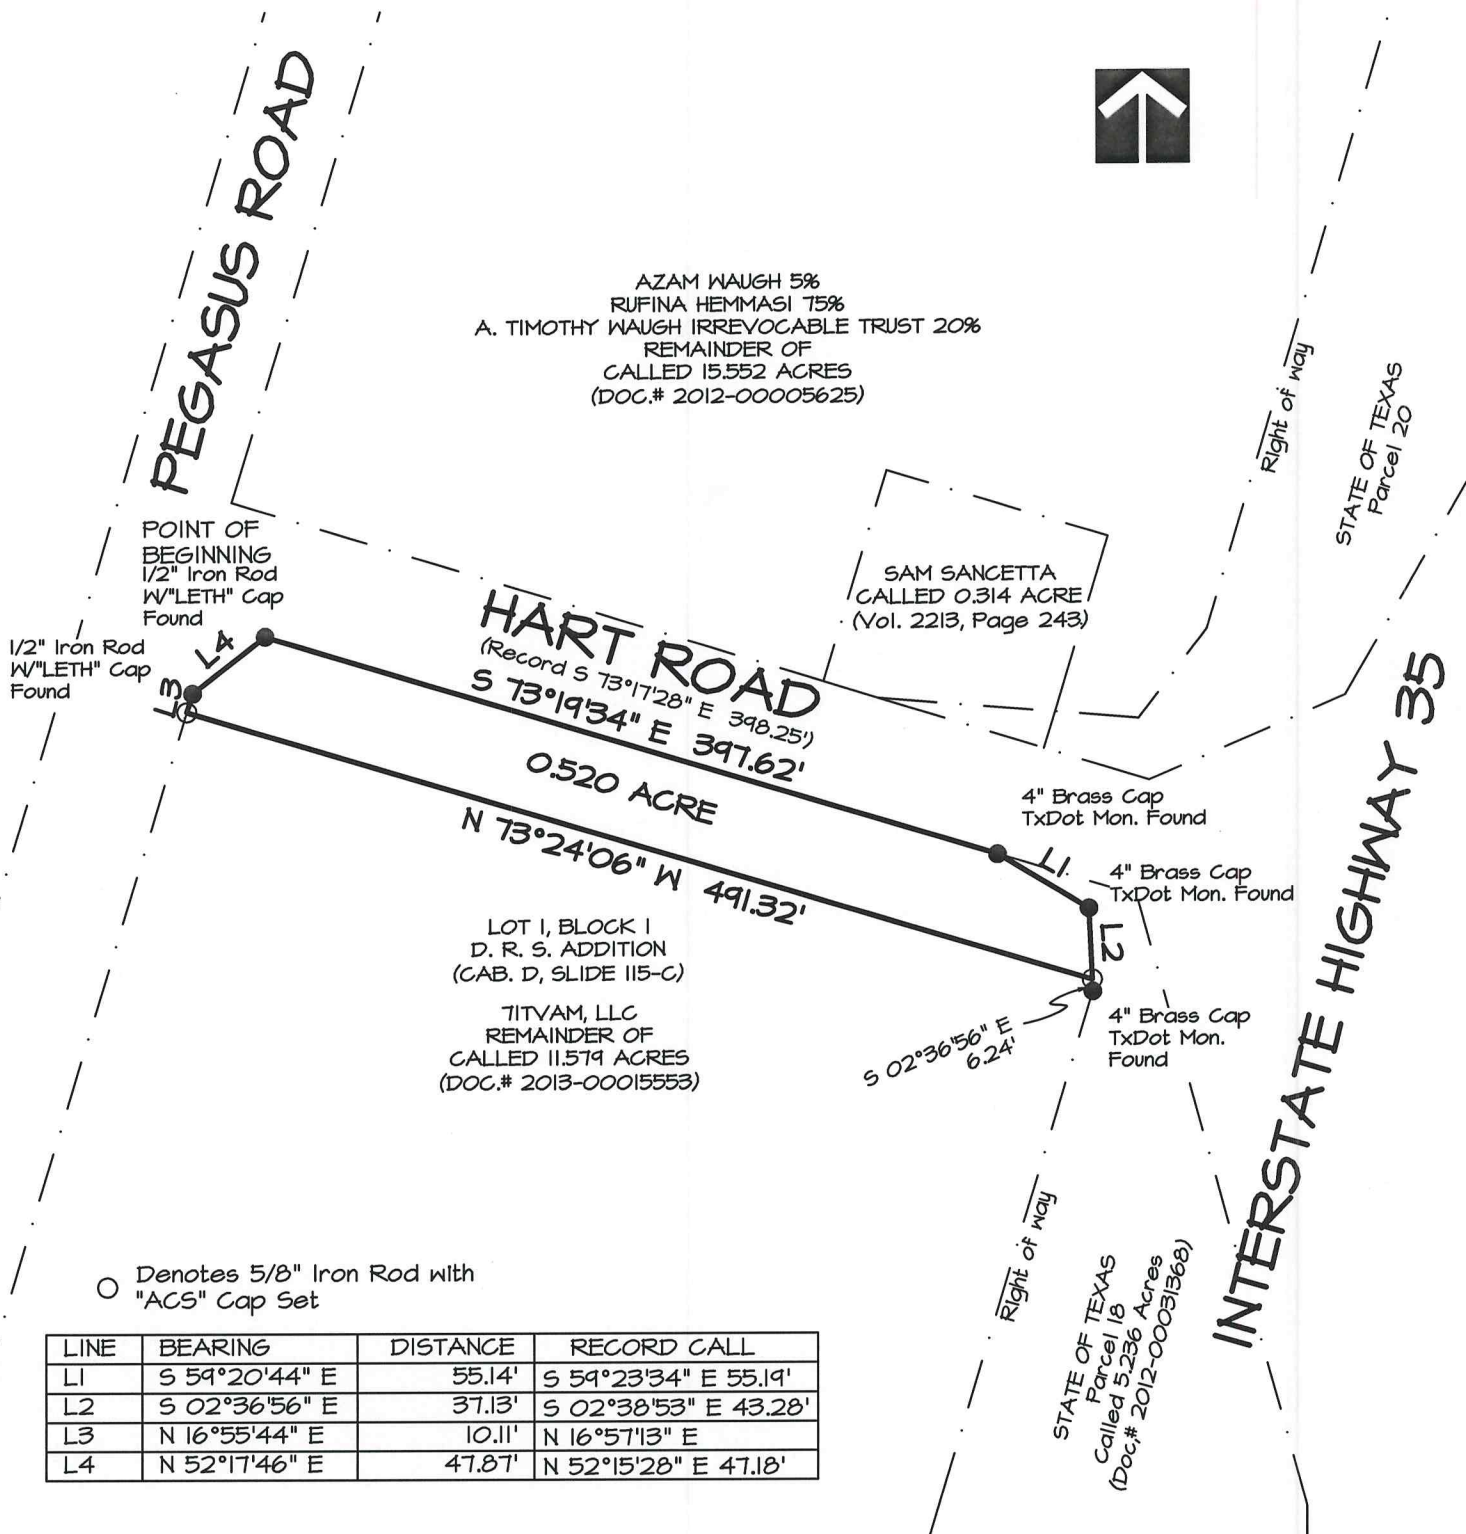 PEGASUS ROAD
AZAM WAUGH 5%
RUFINA HEMMASI 75%
A. TIMOTHY WAUGH IRREVOCABLE TRUST 20%
REMAINDER OF
CALLED 15.552 ACRES
(DOC.# 2012-00005625)
Right of way
STATE OF TEXAS
Parcel 20
POINT OF
BEGINNING
1/2" Iron Rod
W/"LETH" Cap
Found
1/2" Iron Rod
W/"LETH" Cap
Found
L4
L3
SAM SANCETTA
CALLED 0.314 ACRE
(Vol. 2213, Page 243)
HART ROAD
(Record S 73°17'28" E 398.25')
S 73°19'34" E 397.62'
0.520 ACRE
N 73°24'06" W 491.32'
4" Brass Cap
TxDot Mon. Found
L1
4" Brass Cap
TxDot Mon. Found
L2
INTERSTATE HIGHWAY 35
LOT 1, BLOCK 1
D. R. S. ADDITION
(CAB. D, SLIDE 115-C)
71TVAM, LLC
REMAINDER OF
CALLED 11.579 ACRES
(DOC.# 2013-00015553)
S 02°36'56" E
6.24'
4" Brass Cap
TxDot Mon.
Found
Right of way
STATE OF TEXAS
Parcel 18
Called 5.236 Acres
(Doc,# 2012-00031368)
Denotes 5/8" Iron Rod with
"ACS" Cap Set
LINE BEARING DISTANCE RECORD CALL
L1 S 59°20'44" E 55.14' S 59°23'34" E 55.19'
L2 S 02°36'56" E 37.13' S 02°38'53" E 43.28'
L3 N 16°55'44" E 10.11' N 16°57'13" E
L4 N 52°17'46" E 47.87' N 52°15'28" E 47.18'